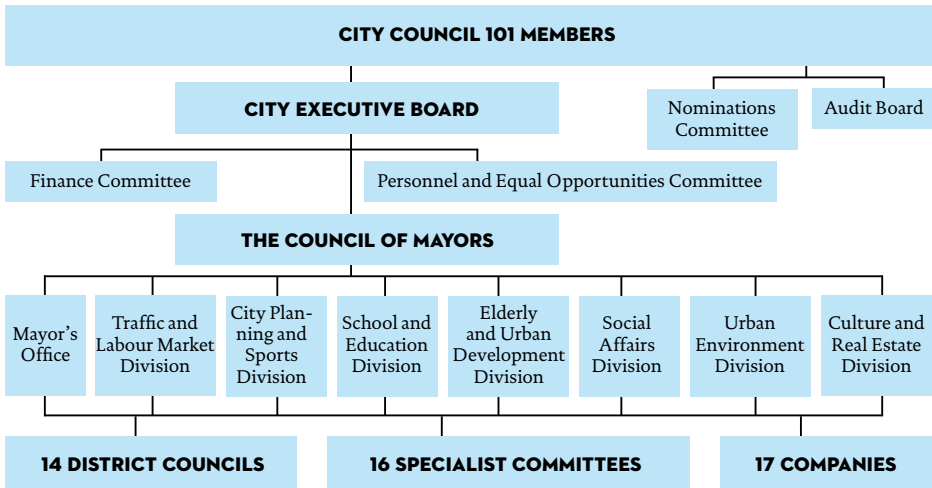 CITY COUNCIL 101 MEMBERS
CITY EXECUTIVE BOARD
Nominations
Committee
Audit Board
Finance Committee
Personnel and Equal Opportunities Committee
THE COUNCIL OF MAYORS
Mayor's
Office
Traffic and
Labour Market
Division
City Plan-
ning and
Sports
Division
School and
Education
Division
Elderly
and Urban
Development
Division
Social
Affairs
Division
Urban
Environment
Division
Culture and
Real Estate
Division
14 DISTRICT COUNCILS
16 SPECIALIST COMMITTEES
17 COMPANIES